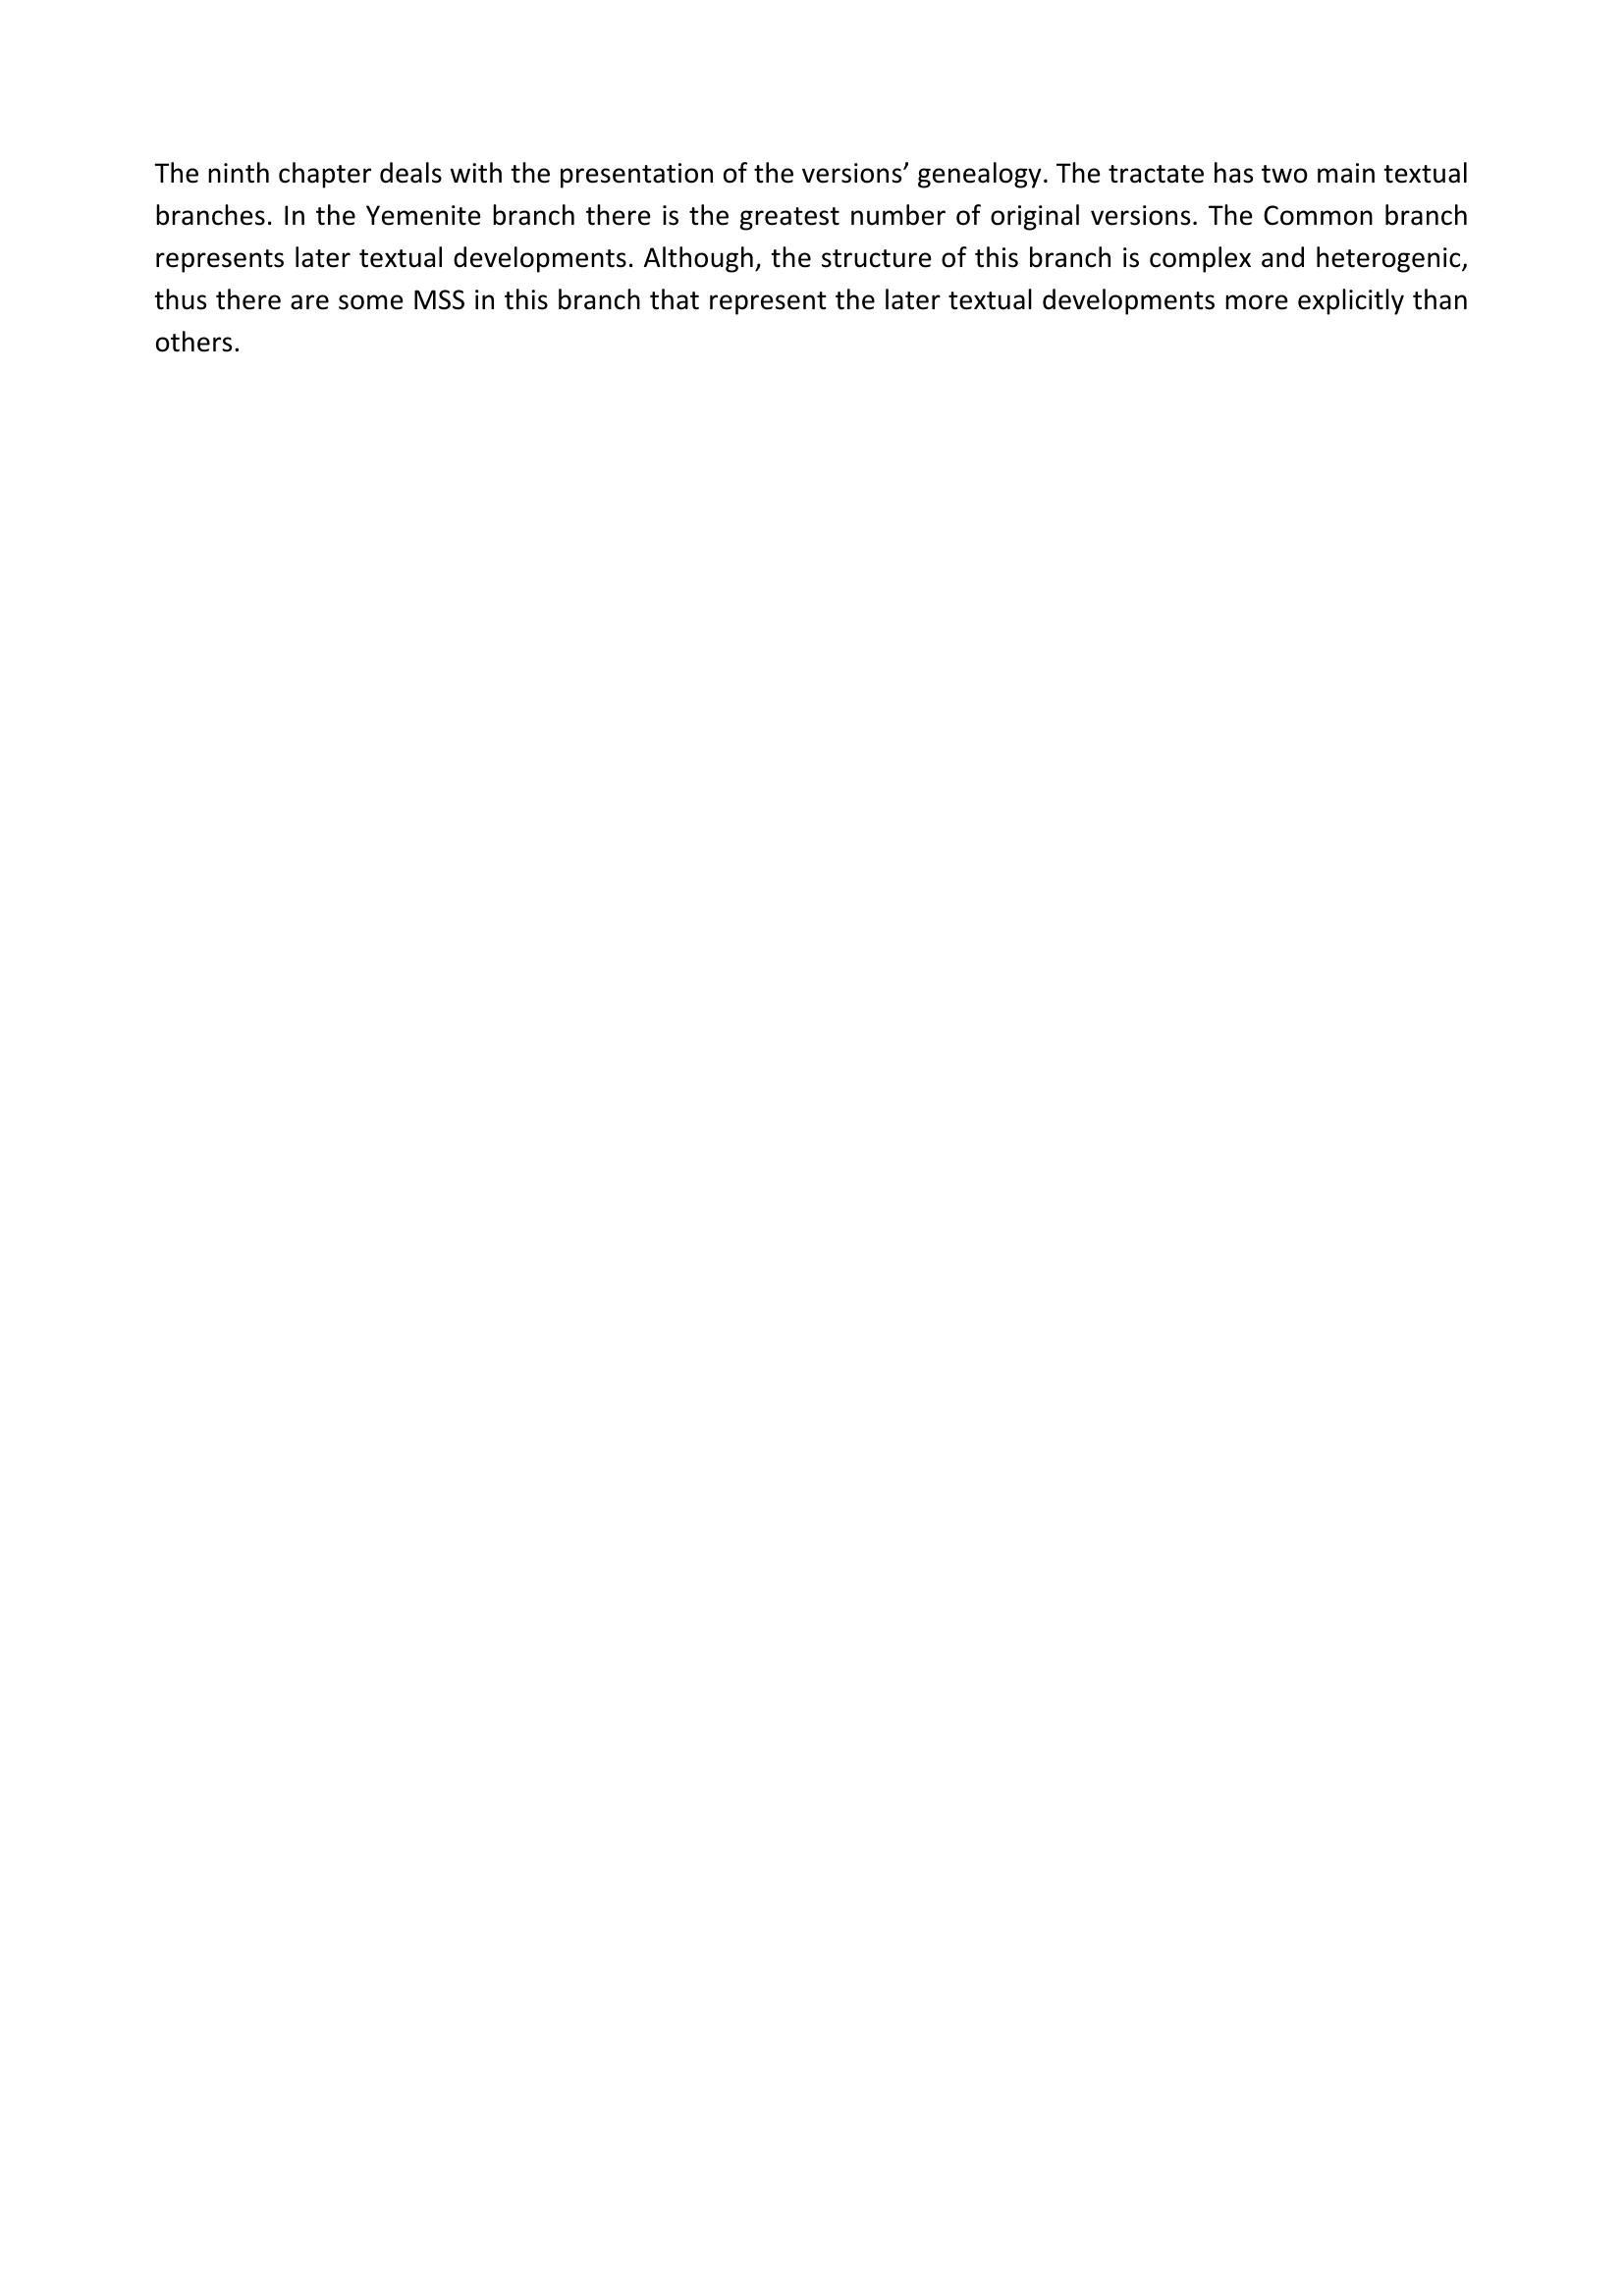 The ninth chapter deals with the presentation of the versions’ genealogy. The tractate has two main textual
branches. In the Yemenite branch there is the greatest number of original versions. The Common branch
represents later textual developments. Although, the structure of this branch is complex and heterogenic,
thus there are some MSS in this branch that represent the later textual developments more explicitly than
others.